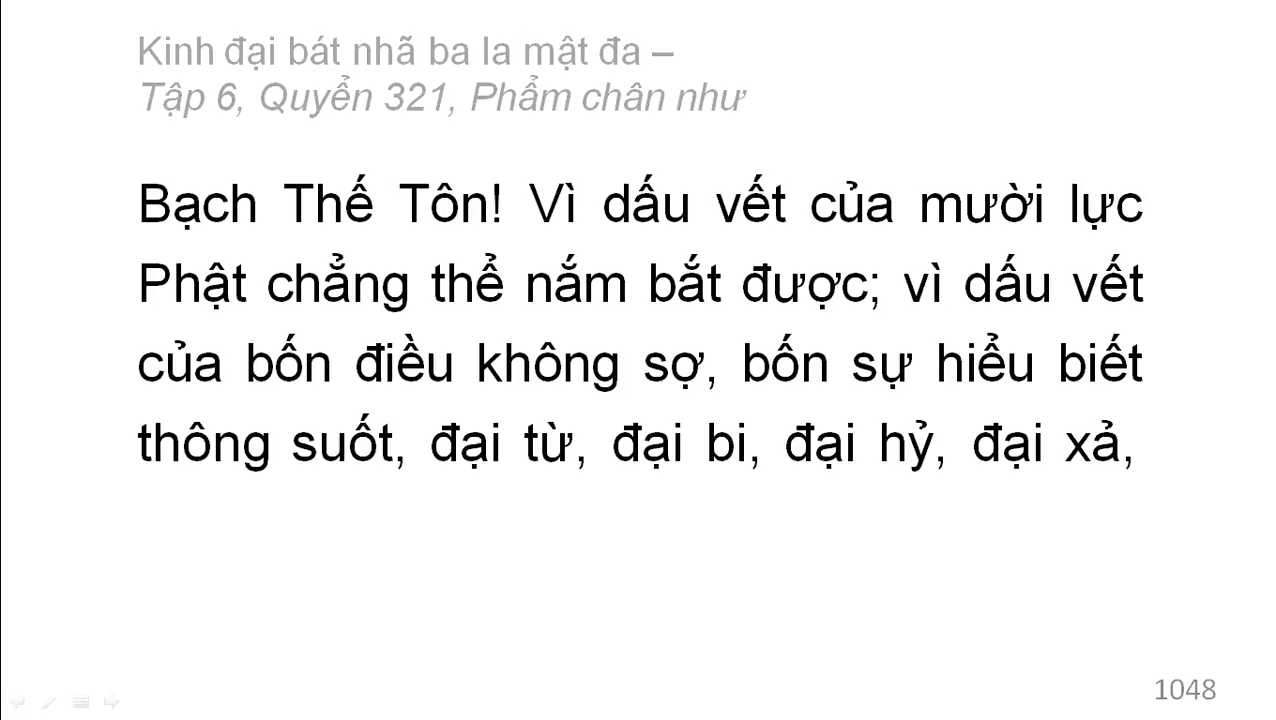 Kinh đại bát nhã ba la mật đa –
Tập 6, Quyển 321, Phẩm chân như
Bạch Thế Tôn! Vì dấu vết của mười lực
Phật chẳng thể nắm bắt được; vì dấu vết
của bốn điều không sợ, bốn sự hiểu biết
thông suốt, đại từ, đại bi, đại hỷ, đại xả,
1048